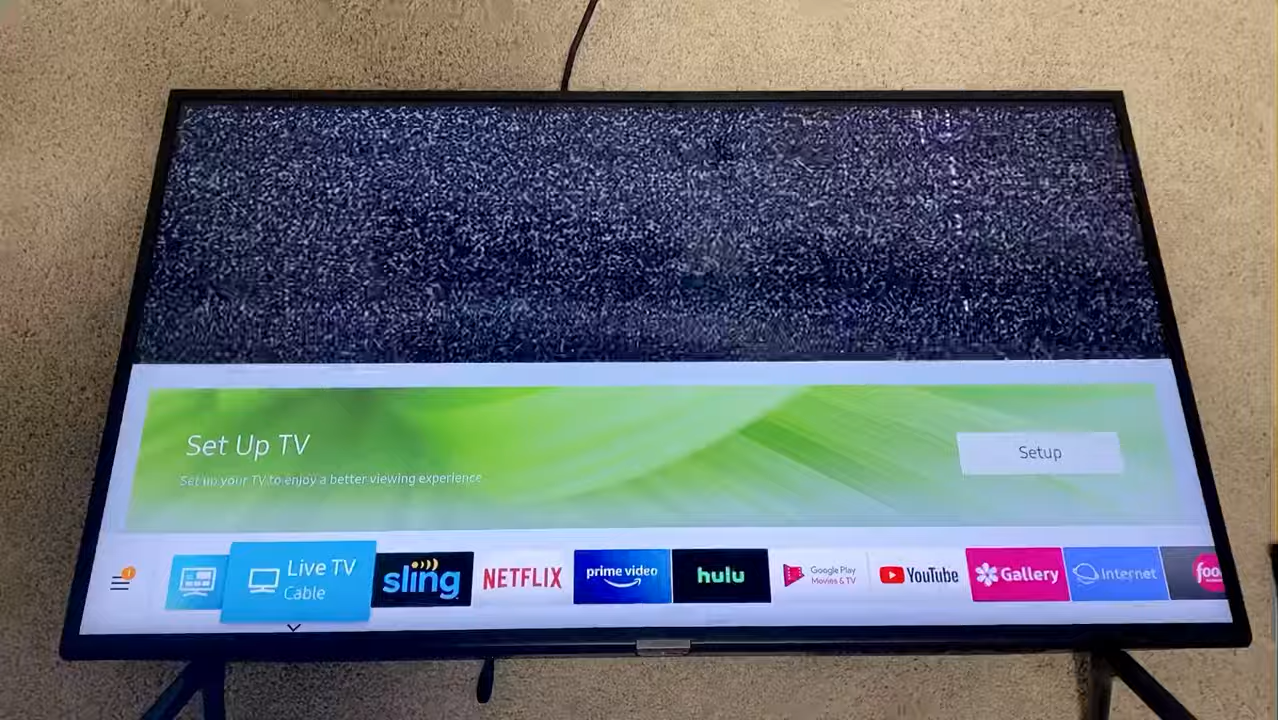 Set Up TV
Set up your TV to enjoy a better viewing experience
Setup
Live TV
Cable
sling
NETFLIX
prime video
hulu
Google Play
Movies & TV
YouTube
Gallery
Internet
foo